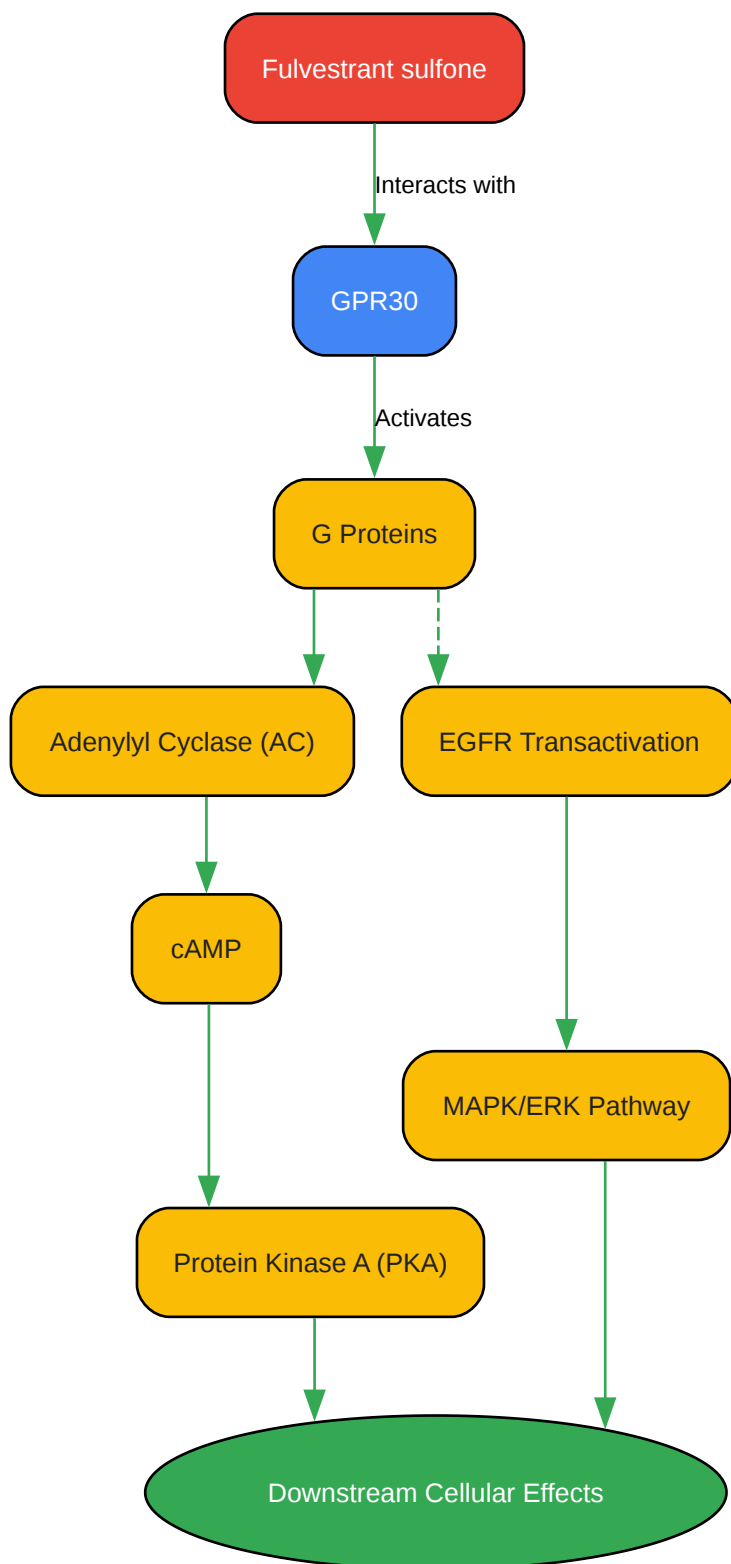 Fulvestrant sulfone
Interacts with
GPR30
Activates
G Proteins
Adenylyl Cyclase (AC)
EGFR Transactivation
cAMP
MAPK/ERK Pathway
Protein Kinase A (PKA)
Downstream Cellular Effects